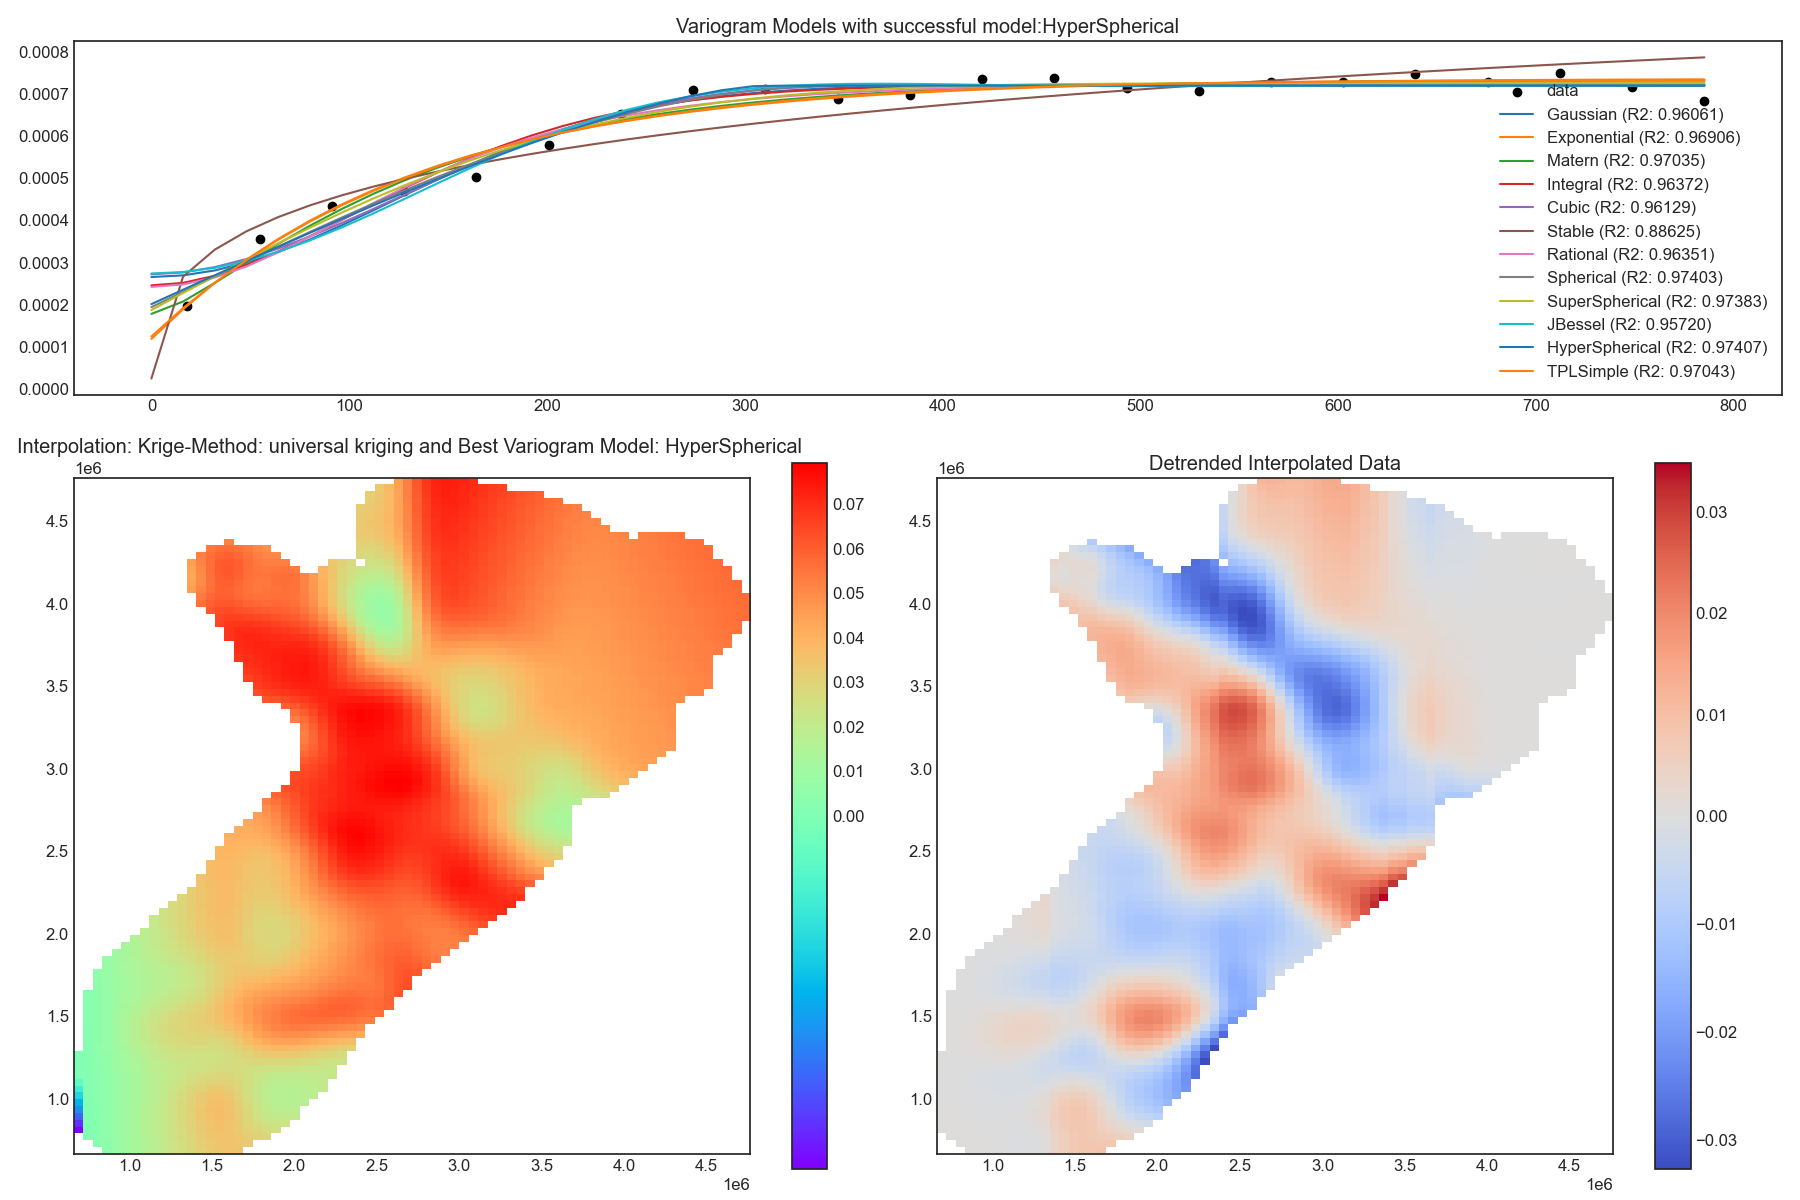 Variogram Models with successful model:HyperSpherical
0.0008
0.0007
0.0006
0.0005
0.0004
0.0003
0.0002
0.0001
0.0000
0 100 200 300 400 500 600 700 800
data
Gaussian (R2: 0.96061)
Exponential (R2: 0.96906)
Matern (R2: 0.97035)
Integral (R2: 0.96372)
Cubic (R2: 0.96129)
Stable (R2: 0.88625)
Rational (R2: 0.96351)
Spherical (R2: 0.97403)
SuperSpherical (R2: 0.97383)
JBessel (R2: 0.95720)
HyperSpherical (R2: 0.97407)
TPLSimple (R2: 0.97043)
Interpolation: Krige-Method: universal kriging and Best Variogram Model: HyperSpherical
1e6
4.5
4.0
3.5
3.0
2.5
2.0
1.5
1.0
1.0 1.5 2.0 2.5 3.0 3.5 4.0 4.5
1e6
0.07
0.06
0.05
0.04
0.03
0.02
0.01
0.00
Detrended Interpolated Data
1e6
4.5
4.0
3.5
3.0
2.5
2.0
1.5
1.0
1.0 1.5 2.0 2.5 3.0 3.5 4.0 4.5
1e6
0.03
0.02
0.01
0.00
−0.01
−0.02
−0.03